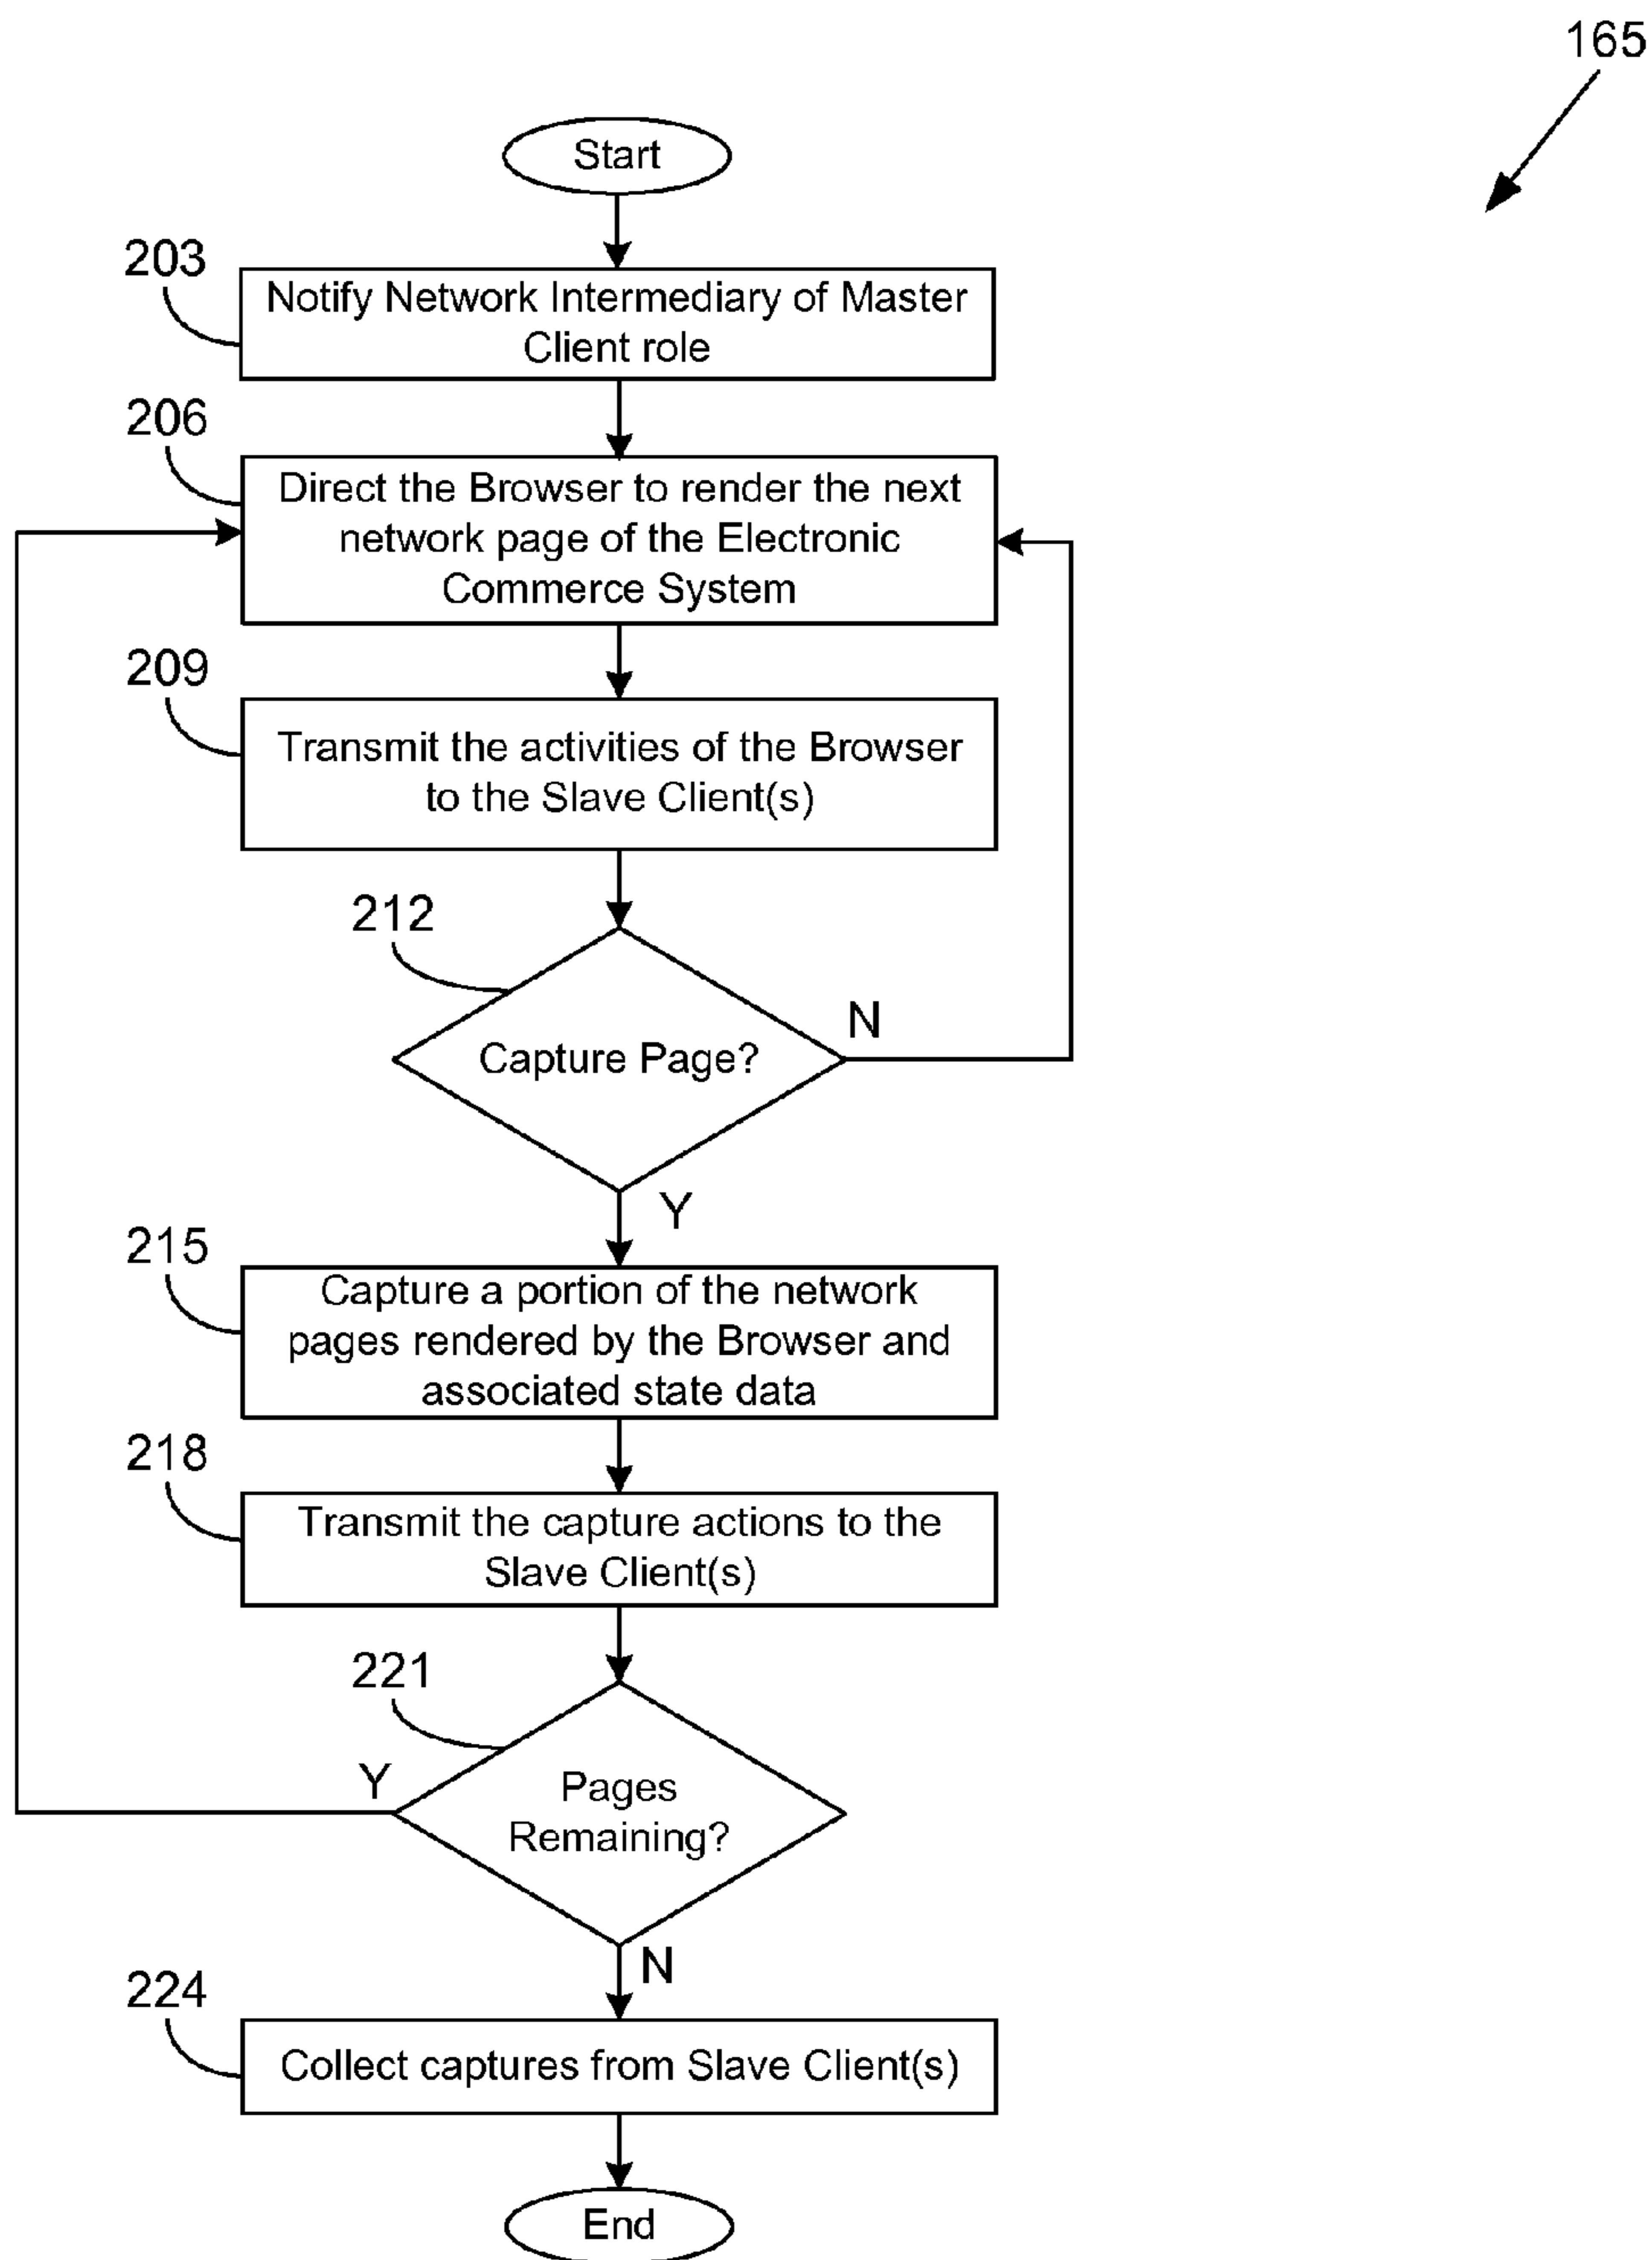 165
Start
203
Notify Network Intermediary of Master
Client role
206
Direct the Browser to render the next
network page of the Electronic
Commerce System
209
Transmit the activities of the Browser
to the Slave Client(s)
212
N
Capture Page?
Y
215
Capture a portion of the network
pages rendered by the Browser and
associated state data
218
Transmit the capture actions to the
Slave Client(s)
221
Y
Pages
Remaining?
N
224
Collect captures from Slave Client(s)
End